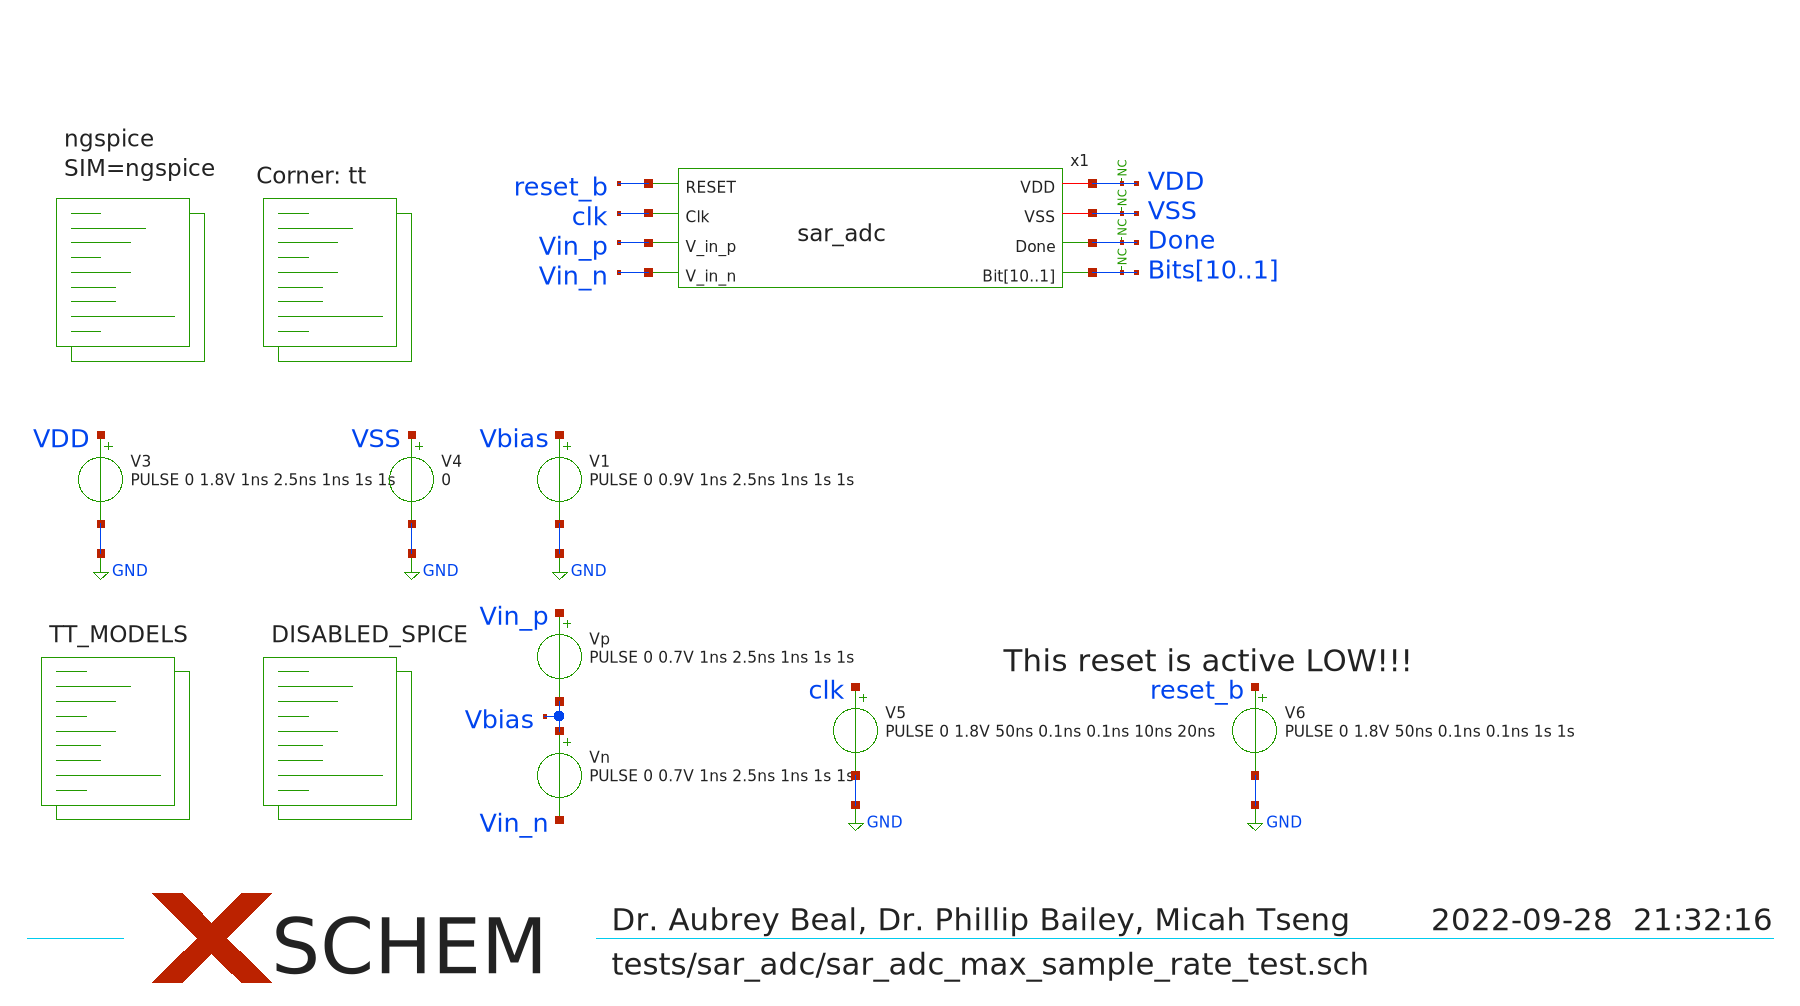 ngspice
SIM=ngspice
Corner: tt
x1
reset_b
clk
Vin_p
Vin_n
RESET
Clk
V_in_p
V_in_n
sar_adc
VDD
VSS
Done
Bit[10..1]
NC
NC
NC
NC
VDD
VSS
Done
Bits[10..1]
VDD
V3
PULSE 0 1.8V 1ns 2.5ns 1ns 1s 1s
GND
VSS
V4
0
GND
Vbias
V1
PULSE 0 0.9V 1ns 2.5ns 1ns 1s 1s
GND
TT_MODELS
DISABLED_SPICE
Vin_p
Vp
PULSE 0 0.7V 1ns 2.5ns 1ns 1s 1s
Vbias
Vn
PULSE 0 0.7V 1ns 2.5ns 1ns 1s 1s
Vin_n
clk
V5
PULSE 0 1.8V 50ns 0.1ns 0.1ns 10ns 20ns
GND
This reset is active LOW!!!
reset_b
V6
PULSE 0 1.8V 50ns 0.1ns 0.1ns 1s 1s
GND
XSCHEM
Dr. Aubrey Beal, Dr. Phillip Bailey, Micah Tseng 2022-09-28 21:32:16
tests/sar_adc/sar_adc_max_sample_rate_test.sch